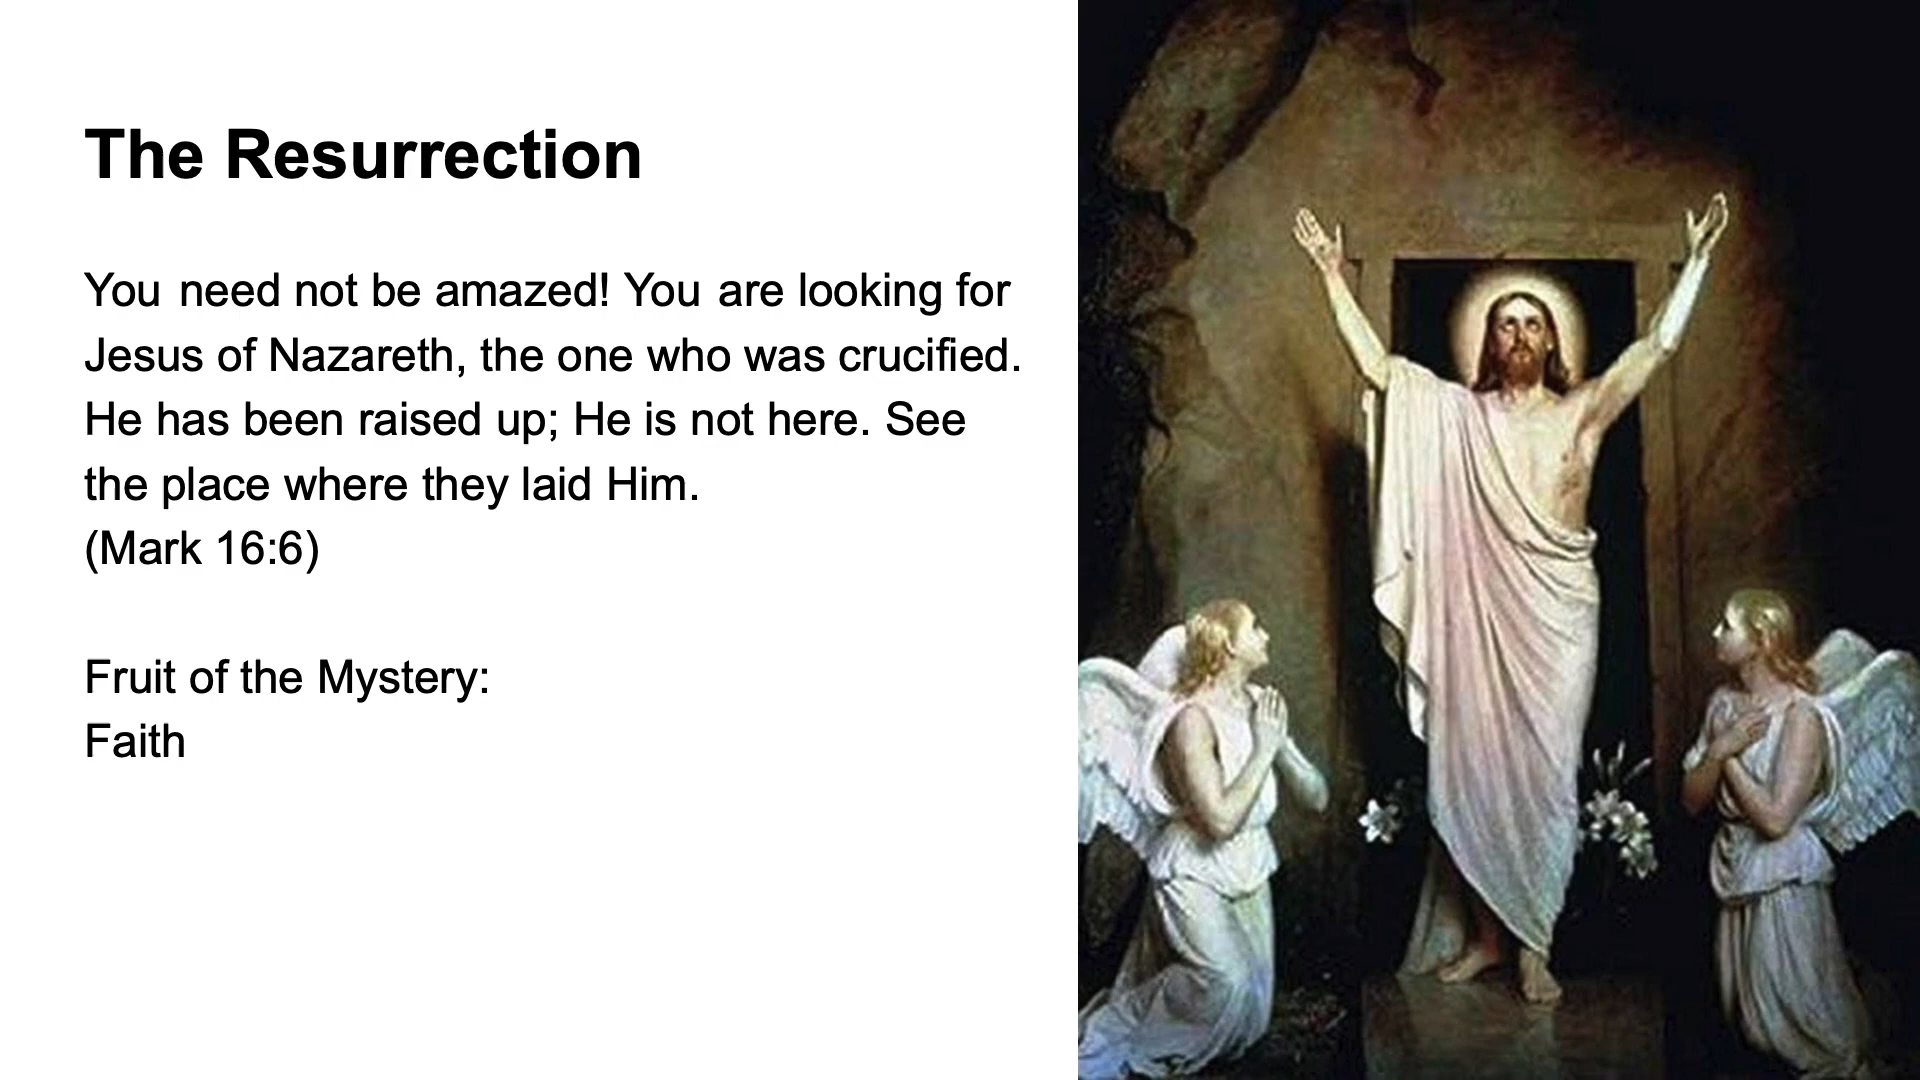 The Resurrection
You need not be amazed! You are looking for
Jesus of Nazareth, the one who was crucified.
He has been raised up; He is not here. See
the place where they laid Him.
(Mark 16:6)
Fruit of the Mystery:
Faith